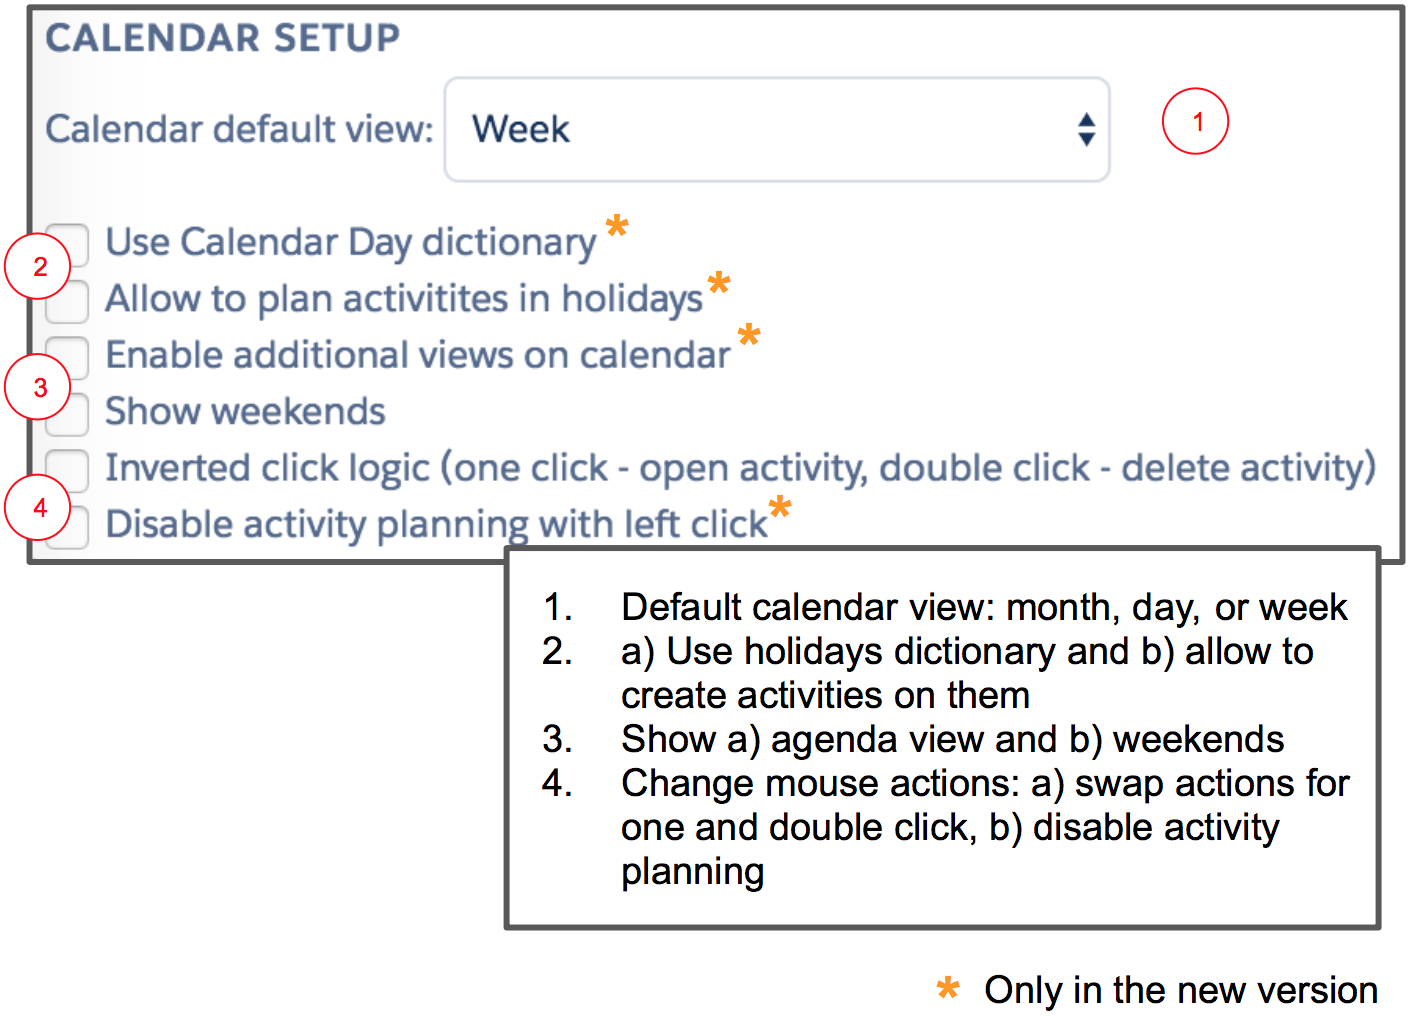 CALENDAR SETUP
Calendar default view: Week 1
Use Calendar Day dictionary *
2
Allow to plan activitites in holidays *
Enable additional views on calendar *
3
Show weekends
Inverted click logic (one click - open activity, double click - delete activity)
4
Disable activity planning with left click *
1. Default calendar view: month, day, or week
2. a) Use holidays dictionary and b) allow to
create activities on them
3. Show a) agenda view and b) weekends
4. Change mouse actions: a) swap actions for
one and double click, b) disable activity
planning
* Only in the new version